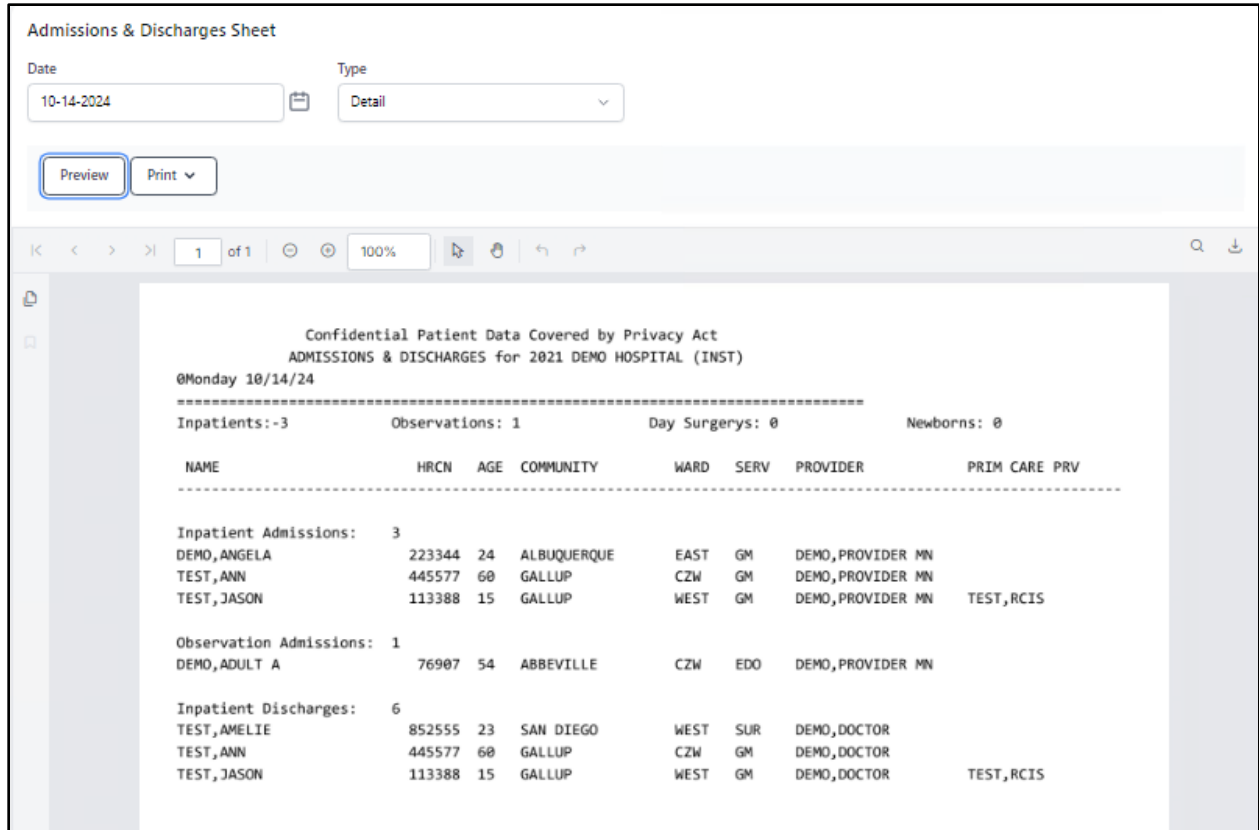 Admissions & Discharges Sheet
Date Type
10-14-2024 Detail
Preview Print
1 of 1 100%
Confidential Patient Data Covered by Privacy Act
ADMISSIONS & DISCHARGES for 2021 DEMO HOSPITAL (INST)
0Monday 10/14/24
================================================================================
Inpatients:-3 Observations: 1 Day Surgerys: 0 Newborns: 0
NAME HRCN AGE COMMUNITY WARD SERV PROVIDER PRIM CARE PRV
--------------------------------------------------------------------------------------------------------------
Inpatient Admissions: 3
DEMO,ANGELA 223344 24 ALBUQUERQUE EAST GM DEMO,PROVIDER MN
TEST,ANN 445577 60 GALLUP CZW GM DEMO,PROVIDER MN
TEST,JASON 113388 15 GALLUP WEST GM DEMO,PROVIDER MN TEST,RCIS
Observation Admissions: 1
DEMO,ADULT A 76907 54 ABBEVILLE CZW EDO DEMO,PROVIDER MN
Inpatient Discharges: 6
TEST,AMELIE 852555 23 SAN DIEGO WEST SUR DEMO,DOCTOR
TEST,ANN 445577 60 GALLUP CZW GM DEMO,DOCTOR
TEST,JASON 113388 15 GALLUP WEST GM DEMO,DOCTOR TEST,RCIS